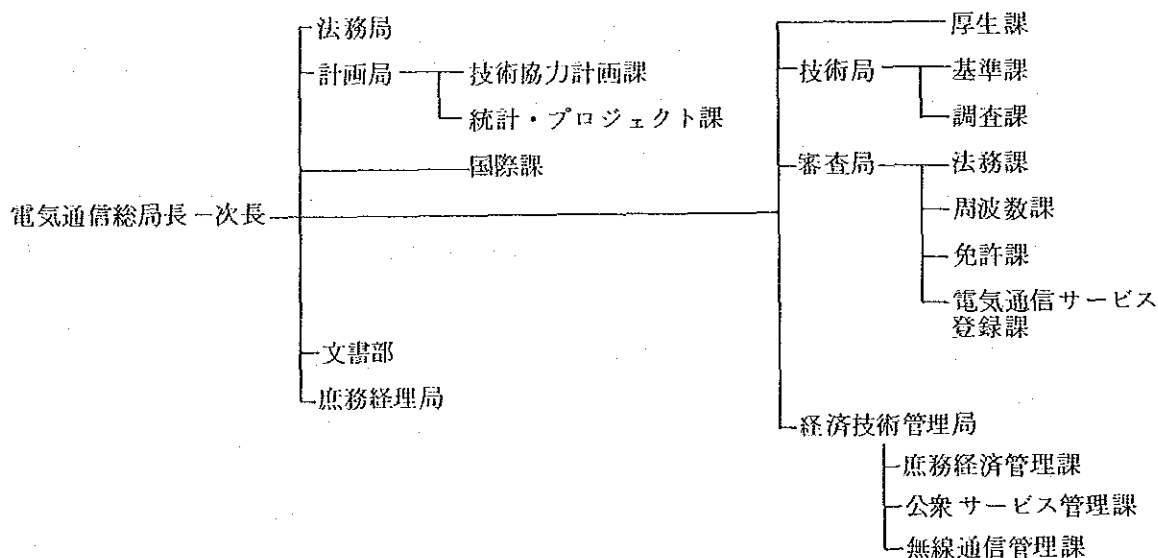 電気通信総局長
次長
法務局
計画局
技術協力計画課
統計・プロジェクト課
国際課
文書部
庶務経理局
厚生課
技術局
基準課
調査課
審査局
法務課
周波数課
免許課
電気通信サービス
登録課
経済技術管理局
庶務経済管理課
公衆サービス管理課
無線通信管理課